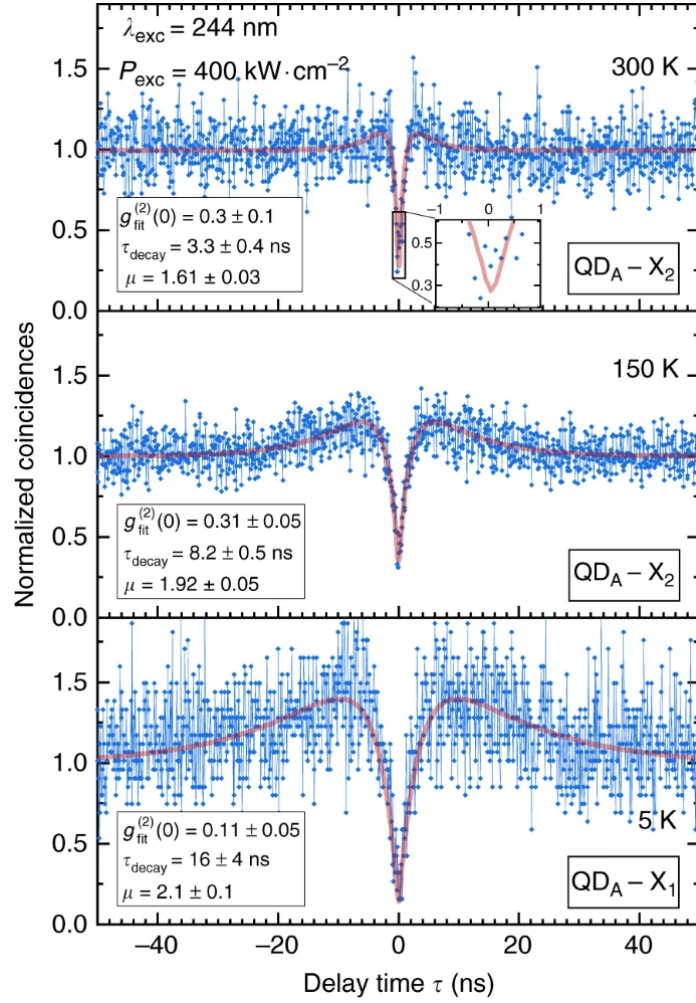 λexc = 244 nm
Pexc = 400 kW·cm−2
300 K
1.5
1.0
0.5
0.0
g(2)fit(0) = 0.3 ± 0.1
τdecay = 3.3 ± 0.4 ns
μ = 1.61 ± 0.03
−1 0 1
0.5
0.3
QDA – X2
Normalized coincidences
150 K
1.5
1.0
0.5
0.0
g(2)fit(0) = 0.31 ± 0.05
τdecay = 8.2 ± 0.5 ns
μ = 1.92 ± 0.05
QDA – X2
1.5
1.0
0.5
0.0
5 K
g(2)fit(0) = 0.11 ± 0.05
τdecay = 16 ± 4 ns
μ = 2.1 ± 0.1
QDA – X1
−40 −20 0 20 40
Delay time τ (ns)